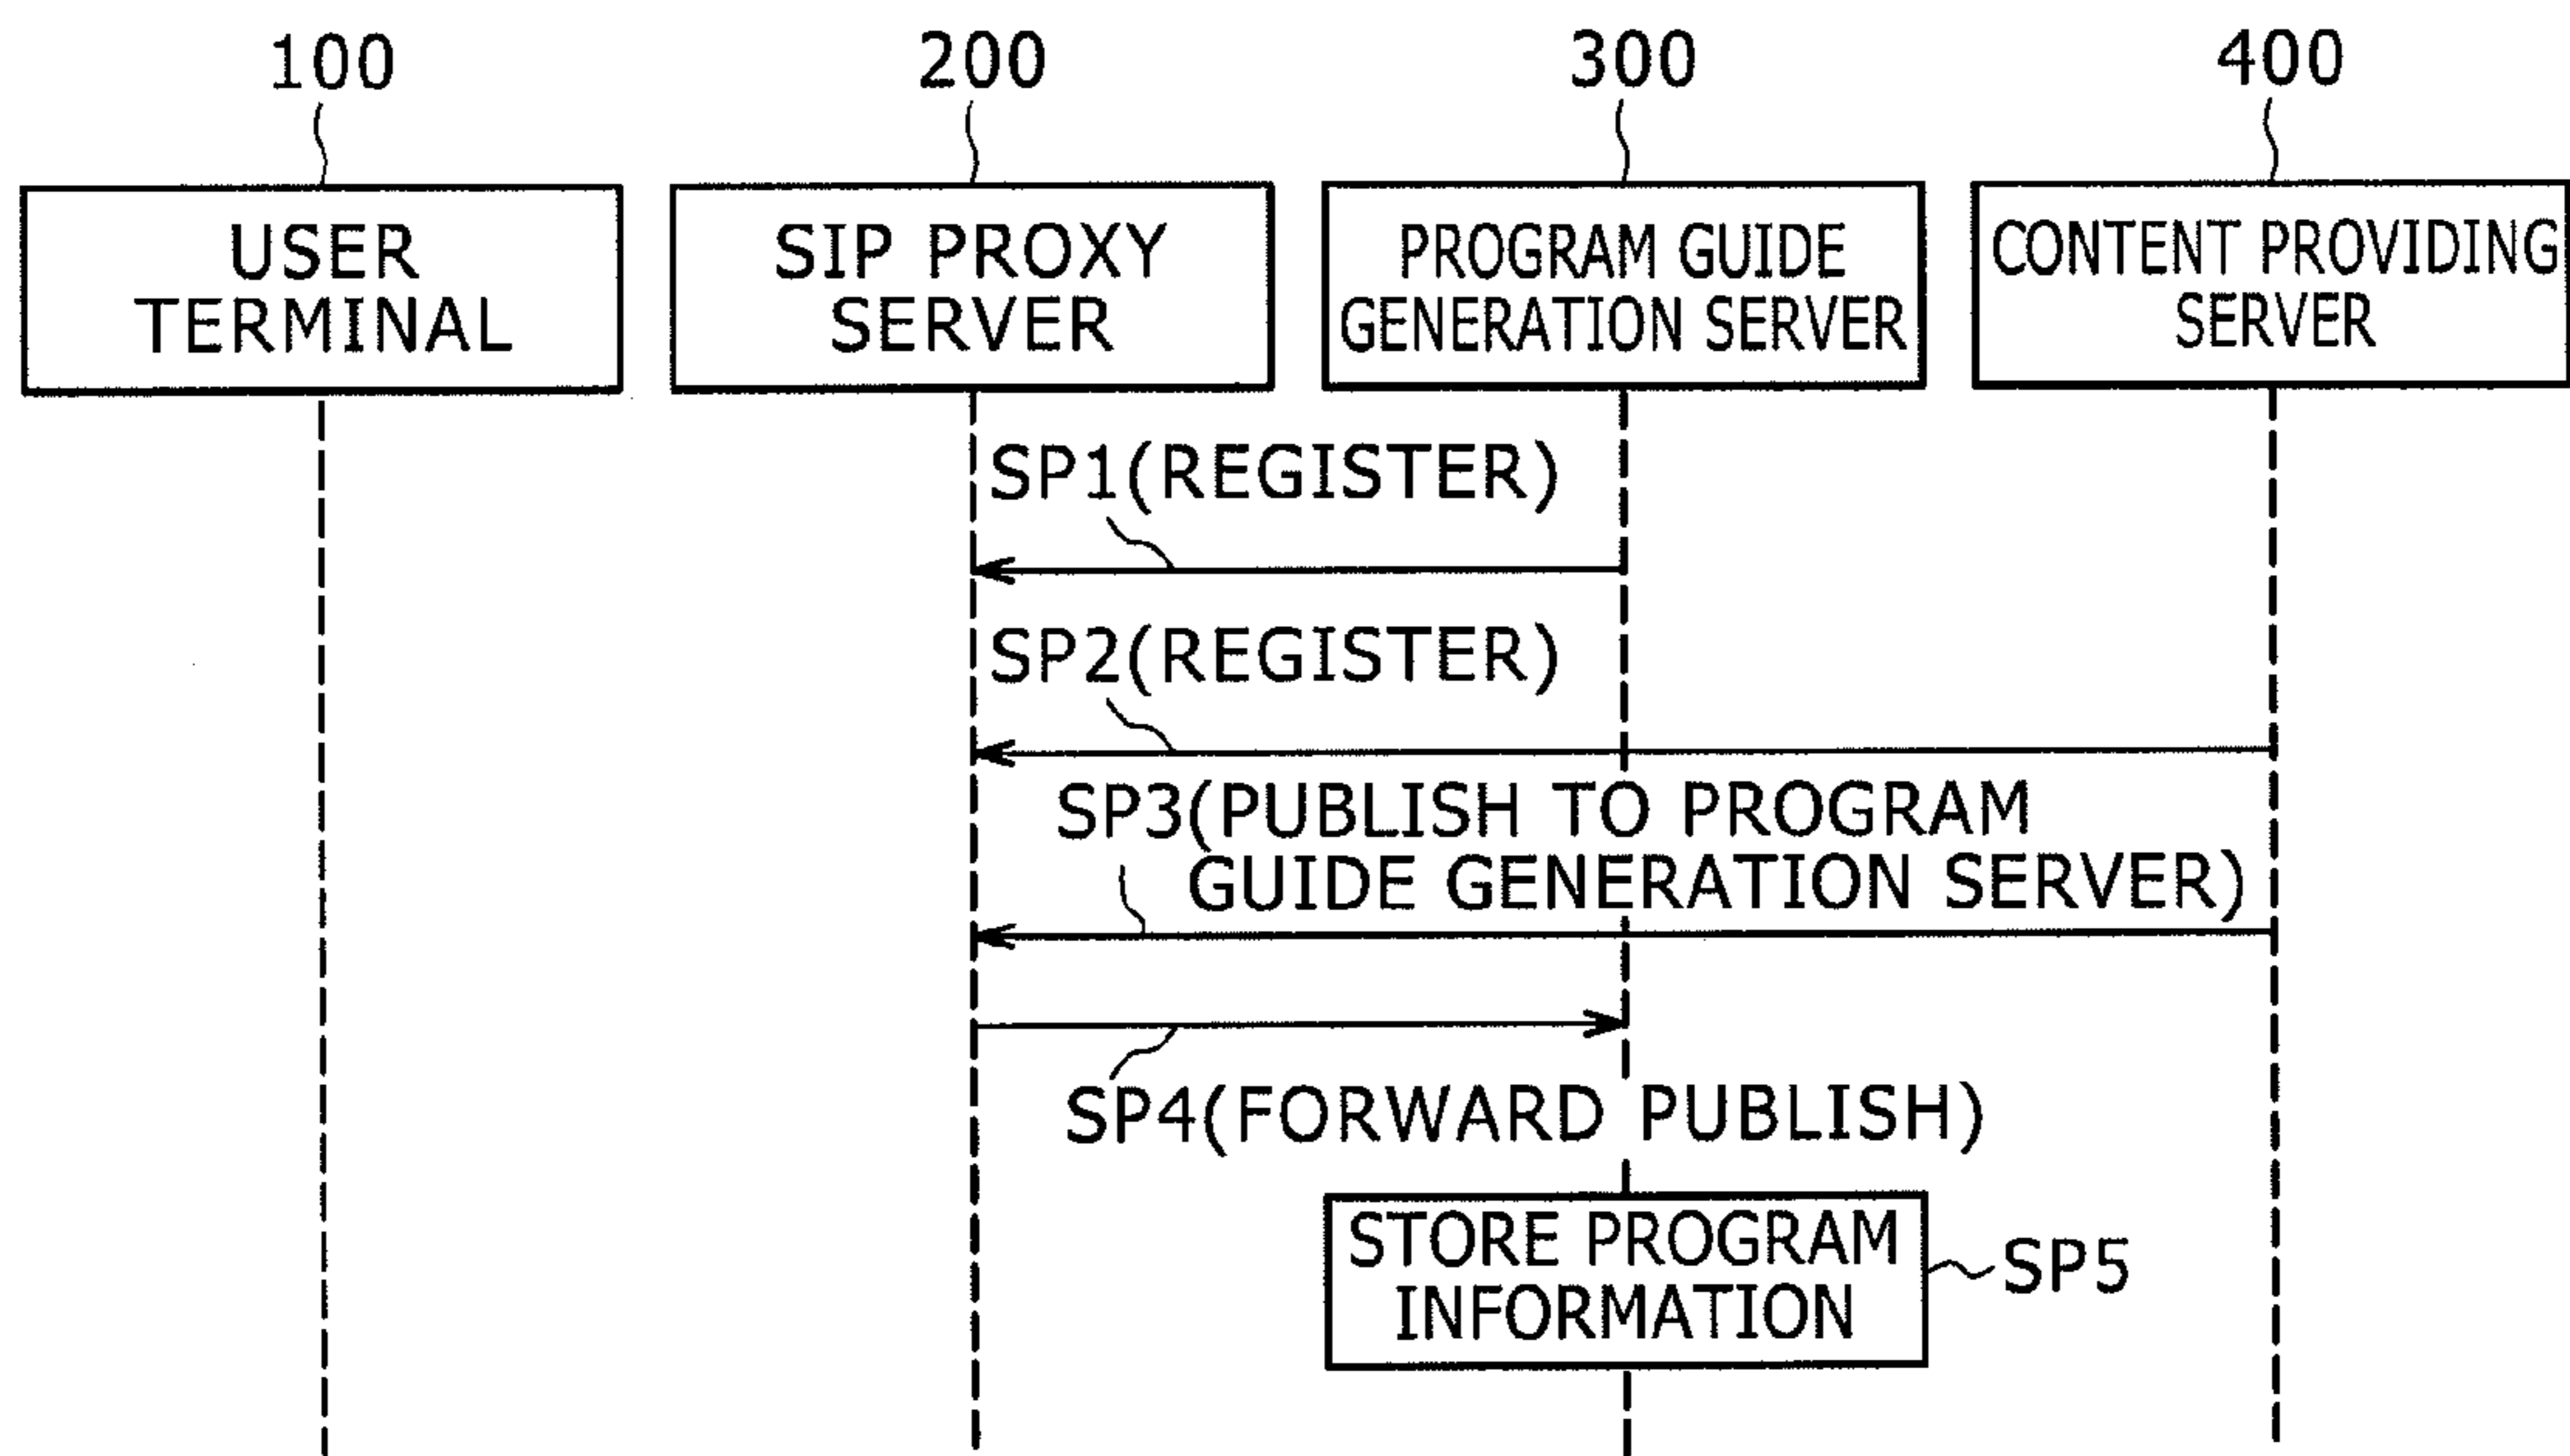 100
200
300
400
USER
TERMINAL
SIP PROXY
SERVER
PROGRAM GUIDE
GENERATION SERVER
CONTENT PROVIDING
SERVER
SP1(REGISTER)
SP2(REGISTER)
SP3(PUBLISH TO PROGRAM
GUIDE GENERATION SERVER)
SP4(FORWARD PUBLISH)
STORE PROGRAM
INFORMATION
SP5